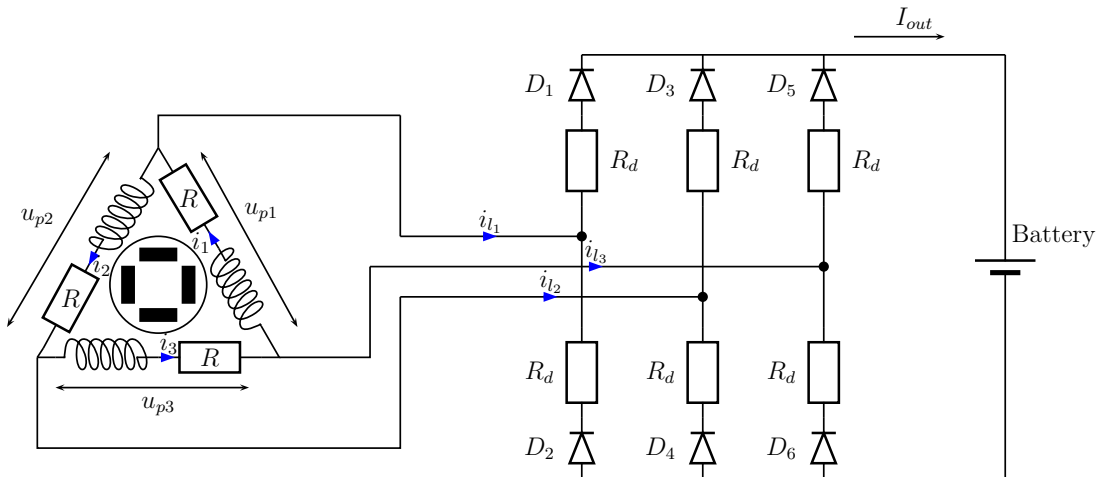 I_out
D_1
D_3
D_5
R_d
R_d
R_d
R
u_p1
u_p2
i_l1
i_1
i_l3
Battery
i_2
i_l2
R
i_3
R
u_p3
R_d
R_d
R_d
D_2
D_4
D_6